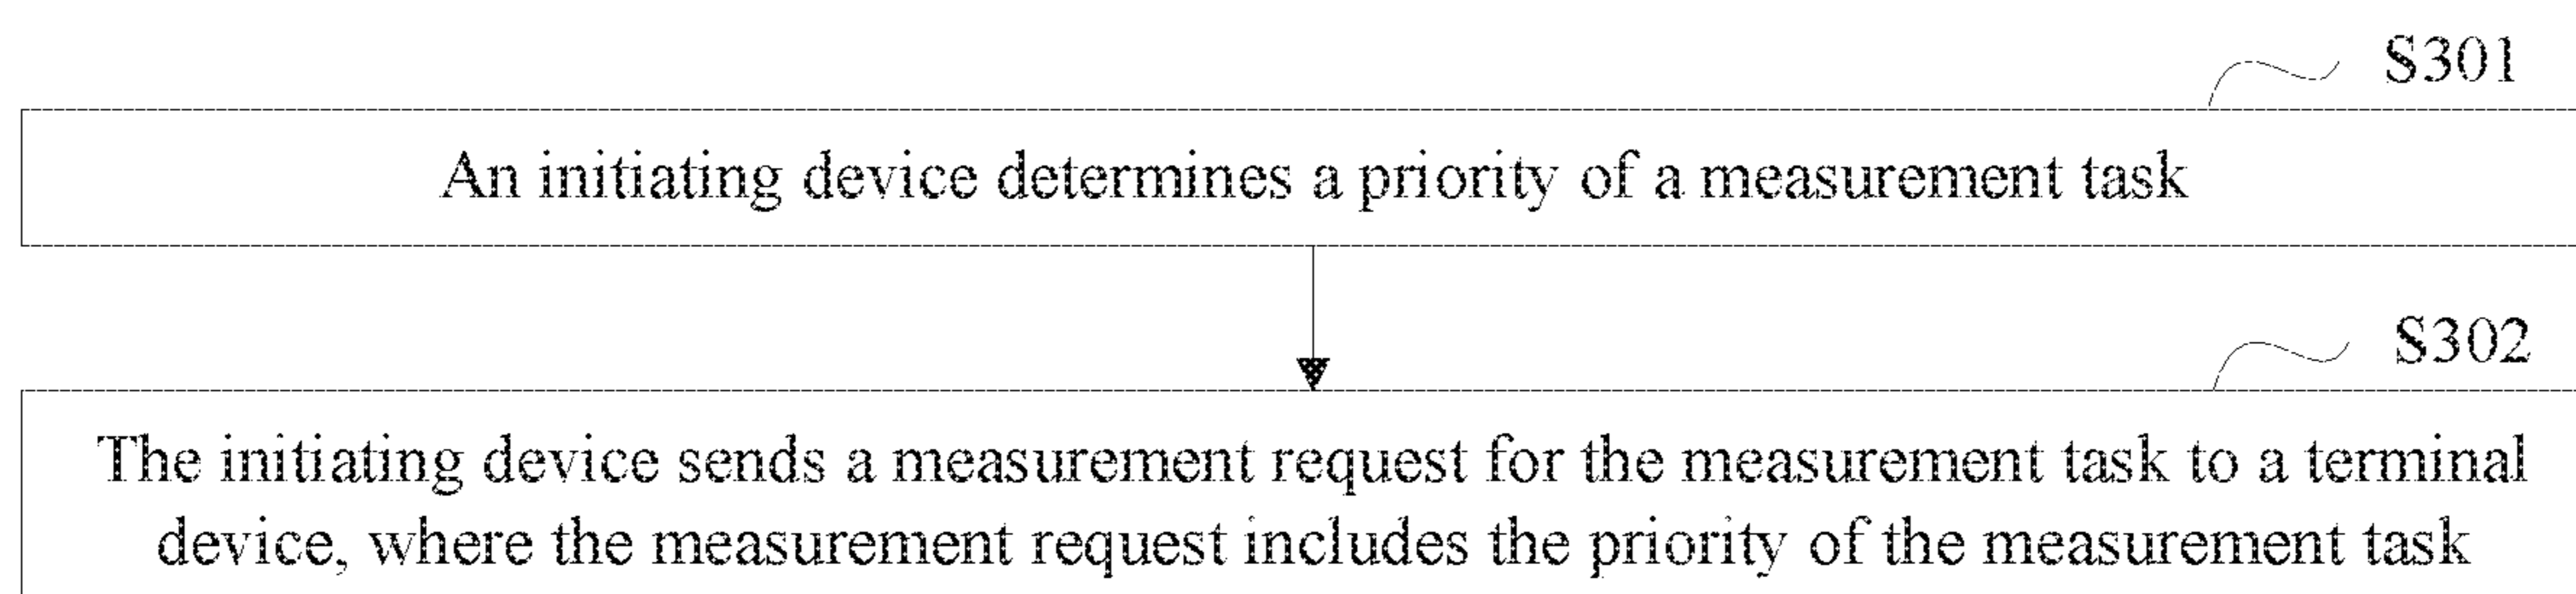 S301
An initiating device determines a priority of a measurement task
S302
The initiating device sends a measurement request for the measurement task to a terminal
device, where the measurement request includes the priority of the measurement task